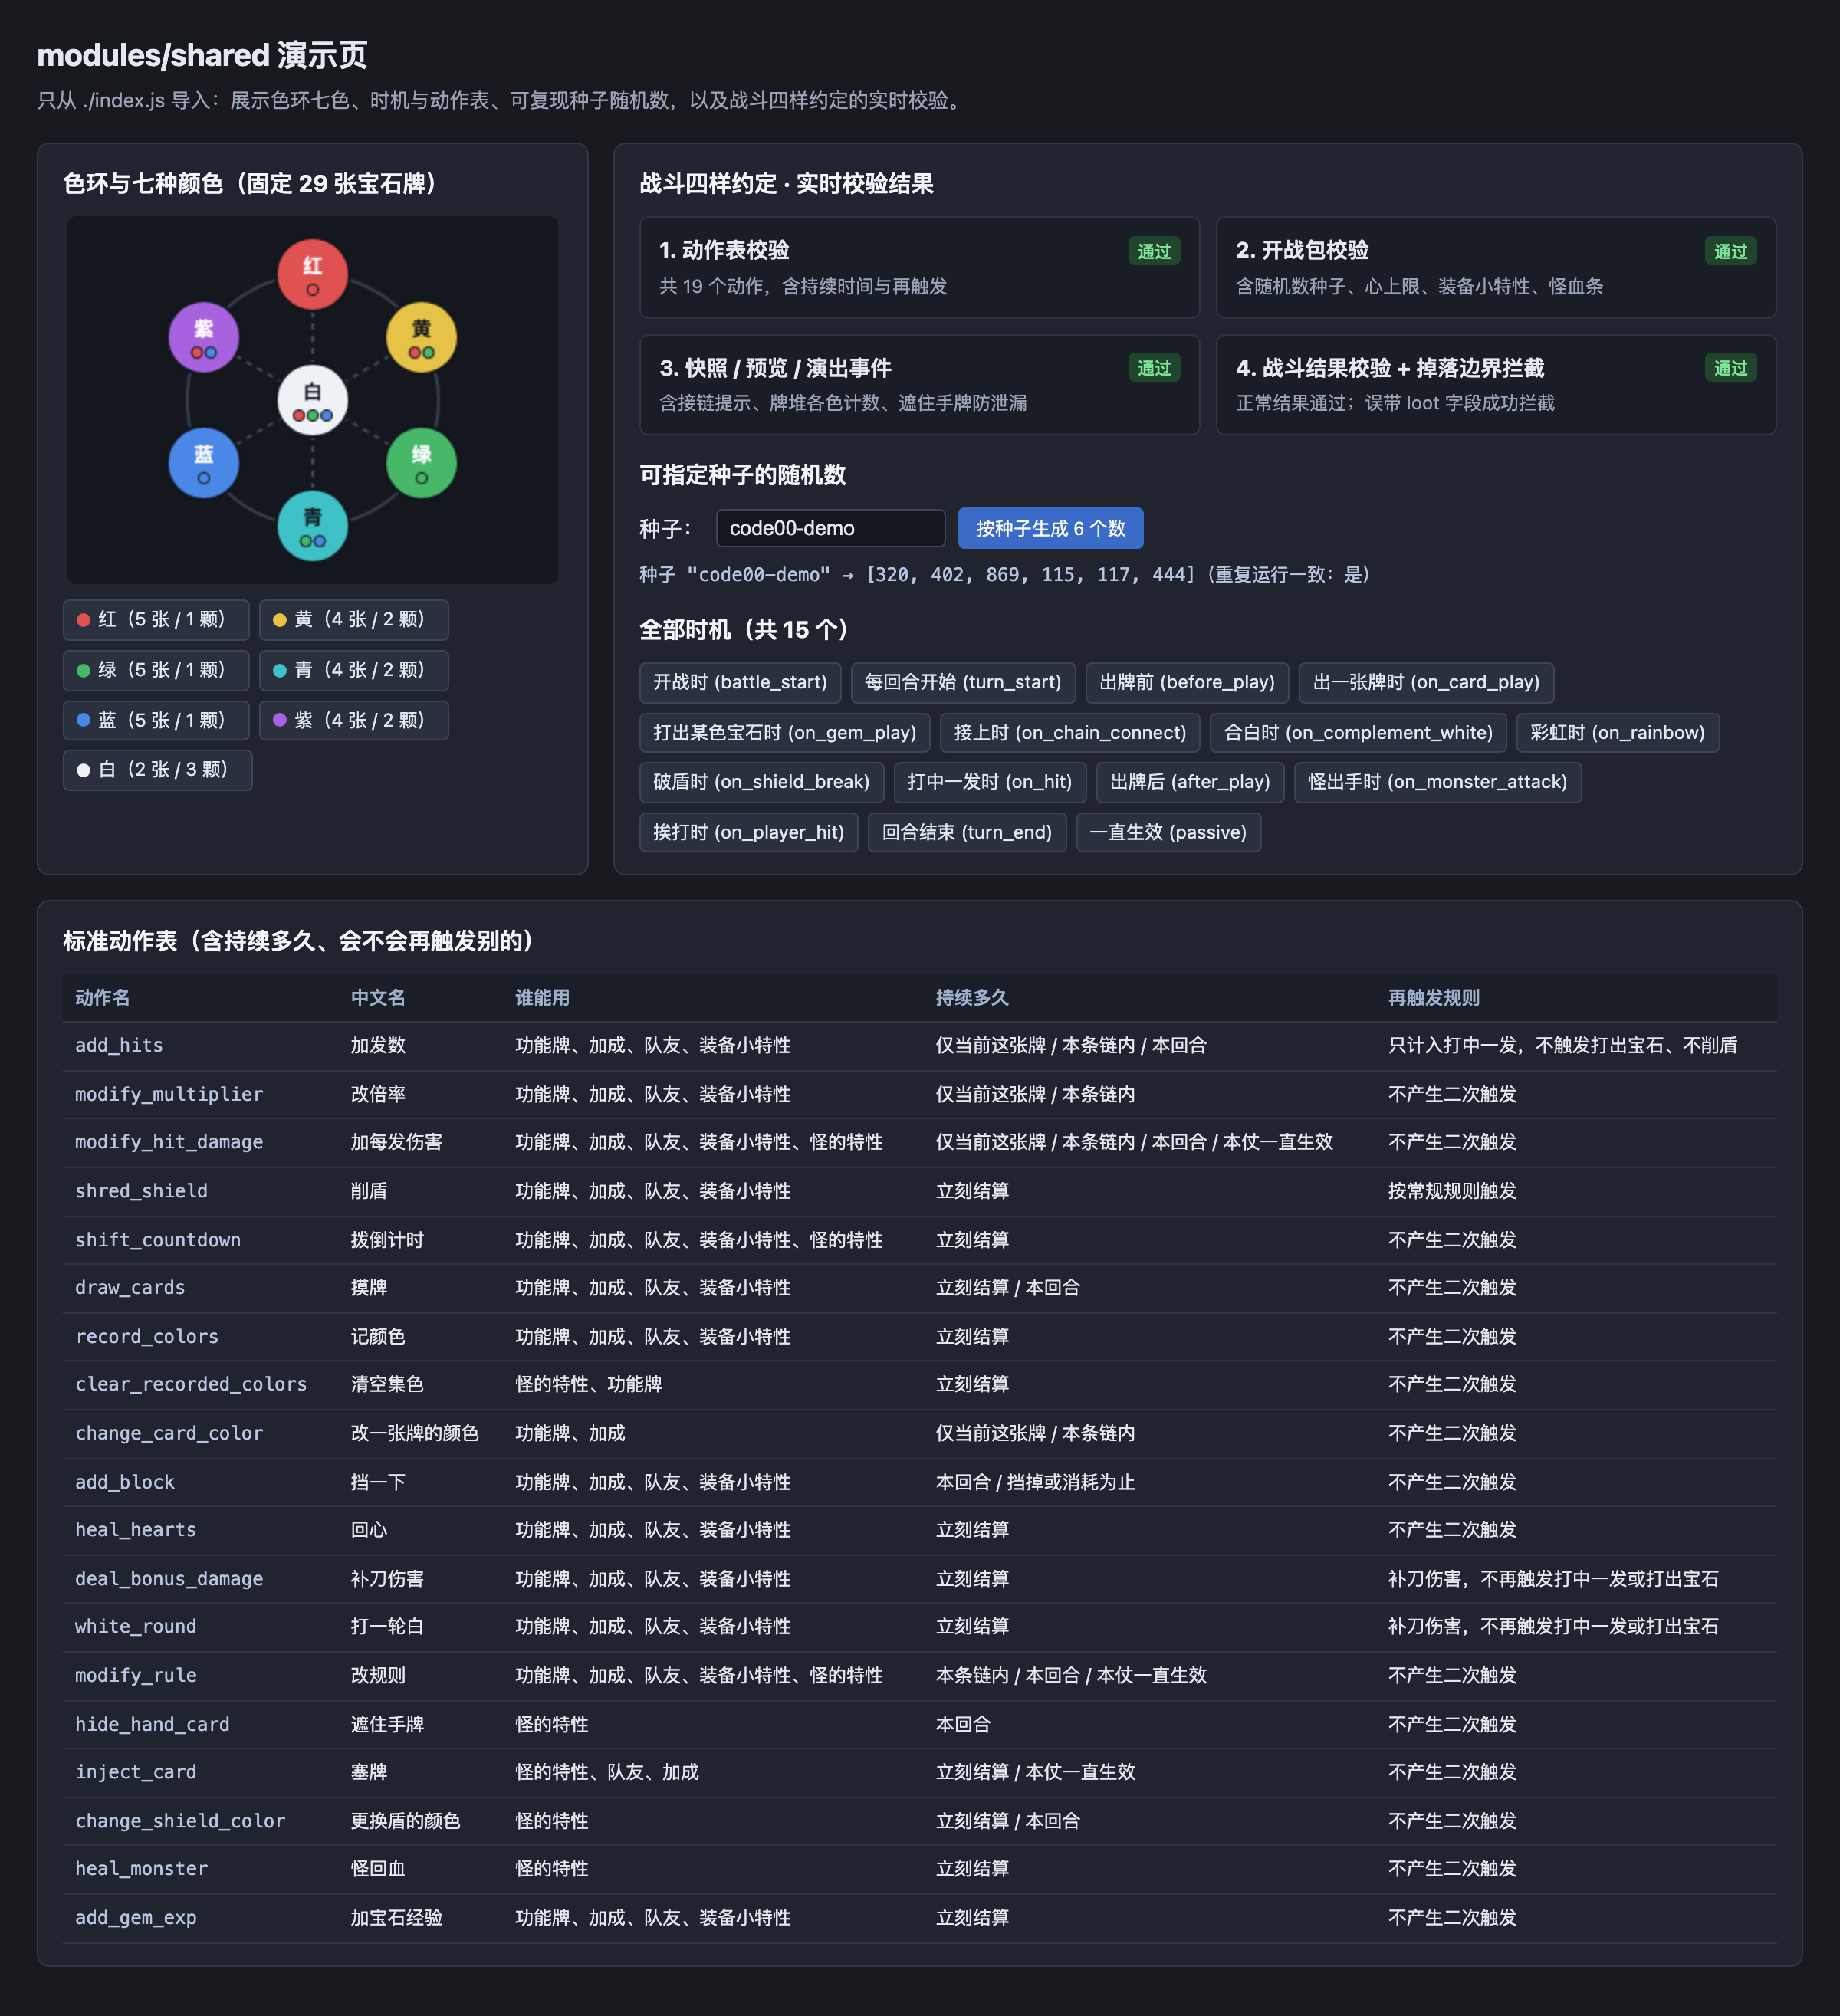 modules/shared 演示页
只从 ./index.js 导入：展示色环七色、时机与动作表、可复现种子随机数，以及战斗四样约定的实时校验。
色环与七种颜色（固定 29 张宝石牌）
红
紫
黄
白
蓝
绿
青
红（5 张 / 1 颗）
黄（4 张 / 2 颗）
绿（5 张 / 1 颗）
青（4 张 / 2 颗）
蓝（5 张 / 1 颗）
紫（4 张 / 2 颗）
白（2 张 / 3 颗）
战斗四样约定 · 实时校验结果
1. 动作表校验 通过
共 19 个动作，含持续时间与再触发
2. 开战包校验 通过
含随机数种子、心上限、装备小特性、怪血条
3. 快照 / 预览 / 演出事件 通过
含接链提示、牌堆各色计数、遮住手牌防泄漏
4. 战斗结果校验 + 掉落边界拦截 通过
正常结果通过；误带 loot 字段成功拦截
可指定种子的随机数
种子： code00-demo 按种子生成 6 个数
种子 "code00-demo" → [320, 402, 869, 115, 117, 444]（重复运行一致：是）
全部时机（共 15 个）
开战时 (battle_start) 每回合开始 (turn_start) 出牌前 (before_play) 出一张牌时 (on_card_play)
打出某色宝石时 (on_gem_play) 接上时 (on_chain_connect) 合白时 (on_complement_white) 彩虹时 (on_rainbow)
破盾时 (on_shield_break) 打中一发时 (on_hit) 出牌后 (after_play) 怪出手时 (on_monster_attack)
挨打时 (on_player_hit) 回合结束 (turn_end) 一直生效 (passive)
标准动作表（含持续多久、会不会再触发别的）
动作名 中文名 谁能用 持续多久 再触发规则
add_hits 加发数 功能牌、加成、队友、装备小特性 仅当前这张牌 / 本条链内 / 本回合 只计入打中一发，不触发打出宝石、不削盾
modify_multiplier 改倍率 功能牌、加成、队友、装备小特性 仅当前这张牌 / 本条链内 不产生二次触发
modify_hit_damage 加每发伤害 功能牌、加成、队友、装备小特性、怪的特性 仅当前这张牌 / 本条链内 / 本回合 / 本仗一直生效 不产生二次触发
shred_shield 削盾 功能牌、加成、队友、装备小特性 立刻结算 按常规规则触发
shift_countdown 拨倒计时 功能牌、加成、队友、装备小特性、怪的特性 立刻结算 不产生二次触发
draw_cards 摸牌 功能牌、加成、队友、装备小特性 立刻结算 / 本回合 不产生二次触发
record_colors 记颜色 功能牌、加成、队友、装备小特性 立刻结算 不产生二次触发
clear_recorded_colors 清空集色 怪的特性、功能牌 立刻结算 不产生二次触发
change_card_color 改一张牌的颜色 功能牌、加成 仅当前这张牌 / 本条链内 不产生二次触发
add_block 挡一下 功能牌、加成、队友、装备小特性 本回合 / 挡掉或消耗为止 不产生二次触发
heal_hearts 回心 功能牌、加成、队友、装备小特性 立刻结算 不产生二次触发
deal_bonus_damage 补刀伤害 功能牌、加成、队友、装备小特性 立刻结算 补刀伤害，不再触发打中一发或打出宝石
white_round 打一轮白 功能牌、加成、队友、装备小特性 立刻结算 补刀伤害，不再触发打中一发或打出宝石
modify_rule 改规则 功能牌、加成、队友、装备小特性、怪的特性 本条链内 / 本回合 / 本仗一直生效 不产生二次触发
hide_hand_card 遮住手牌 怪的特性 本回合 不产生二次触发
inject_card 塞牌 怪的特性、队友、加成 立刻结算 / 本仗一直生效 不产生二次触发
change_shield_color 更换盾的颜色 怪的特性 立刻结算 / 本回合 不产生二次触发
heal_monster 怪回血 怪的特性 立刻结算 不产生二次触发
add_gem_exp 加宝石经验 功能牌、加成、队友、装备小特性 立刻结算 不产生二次触发